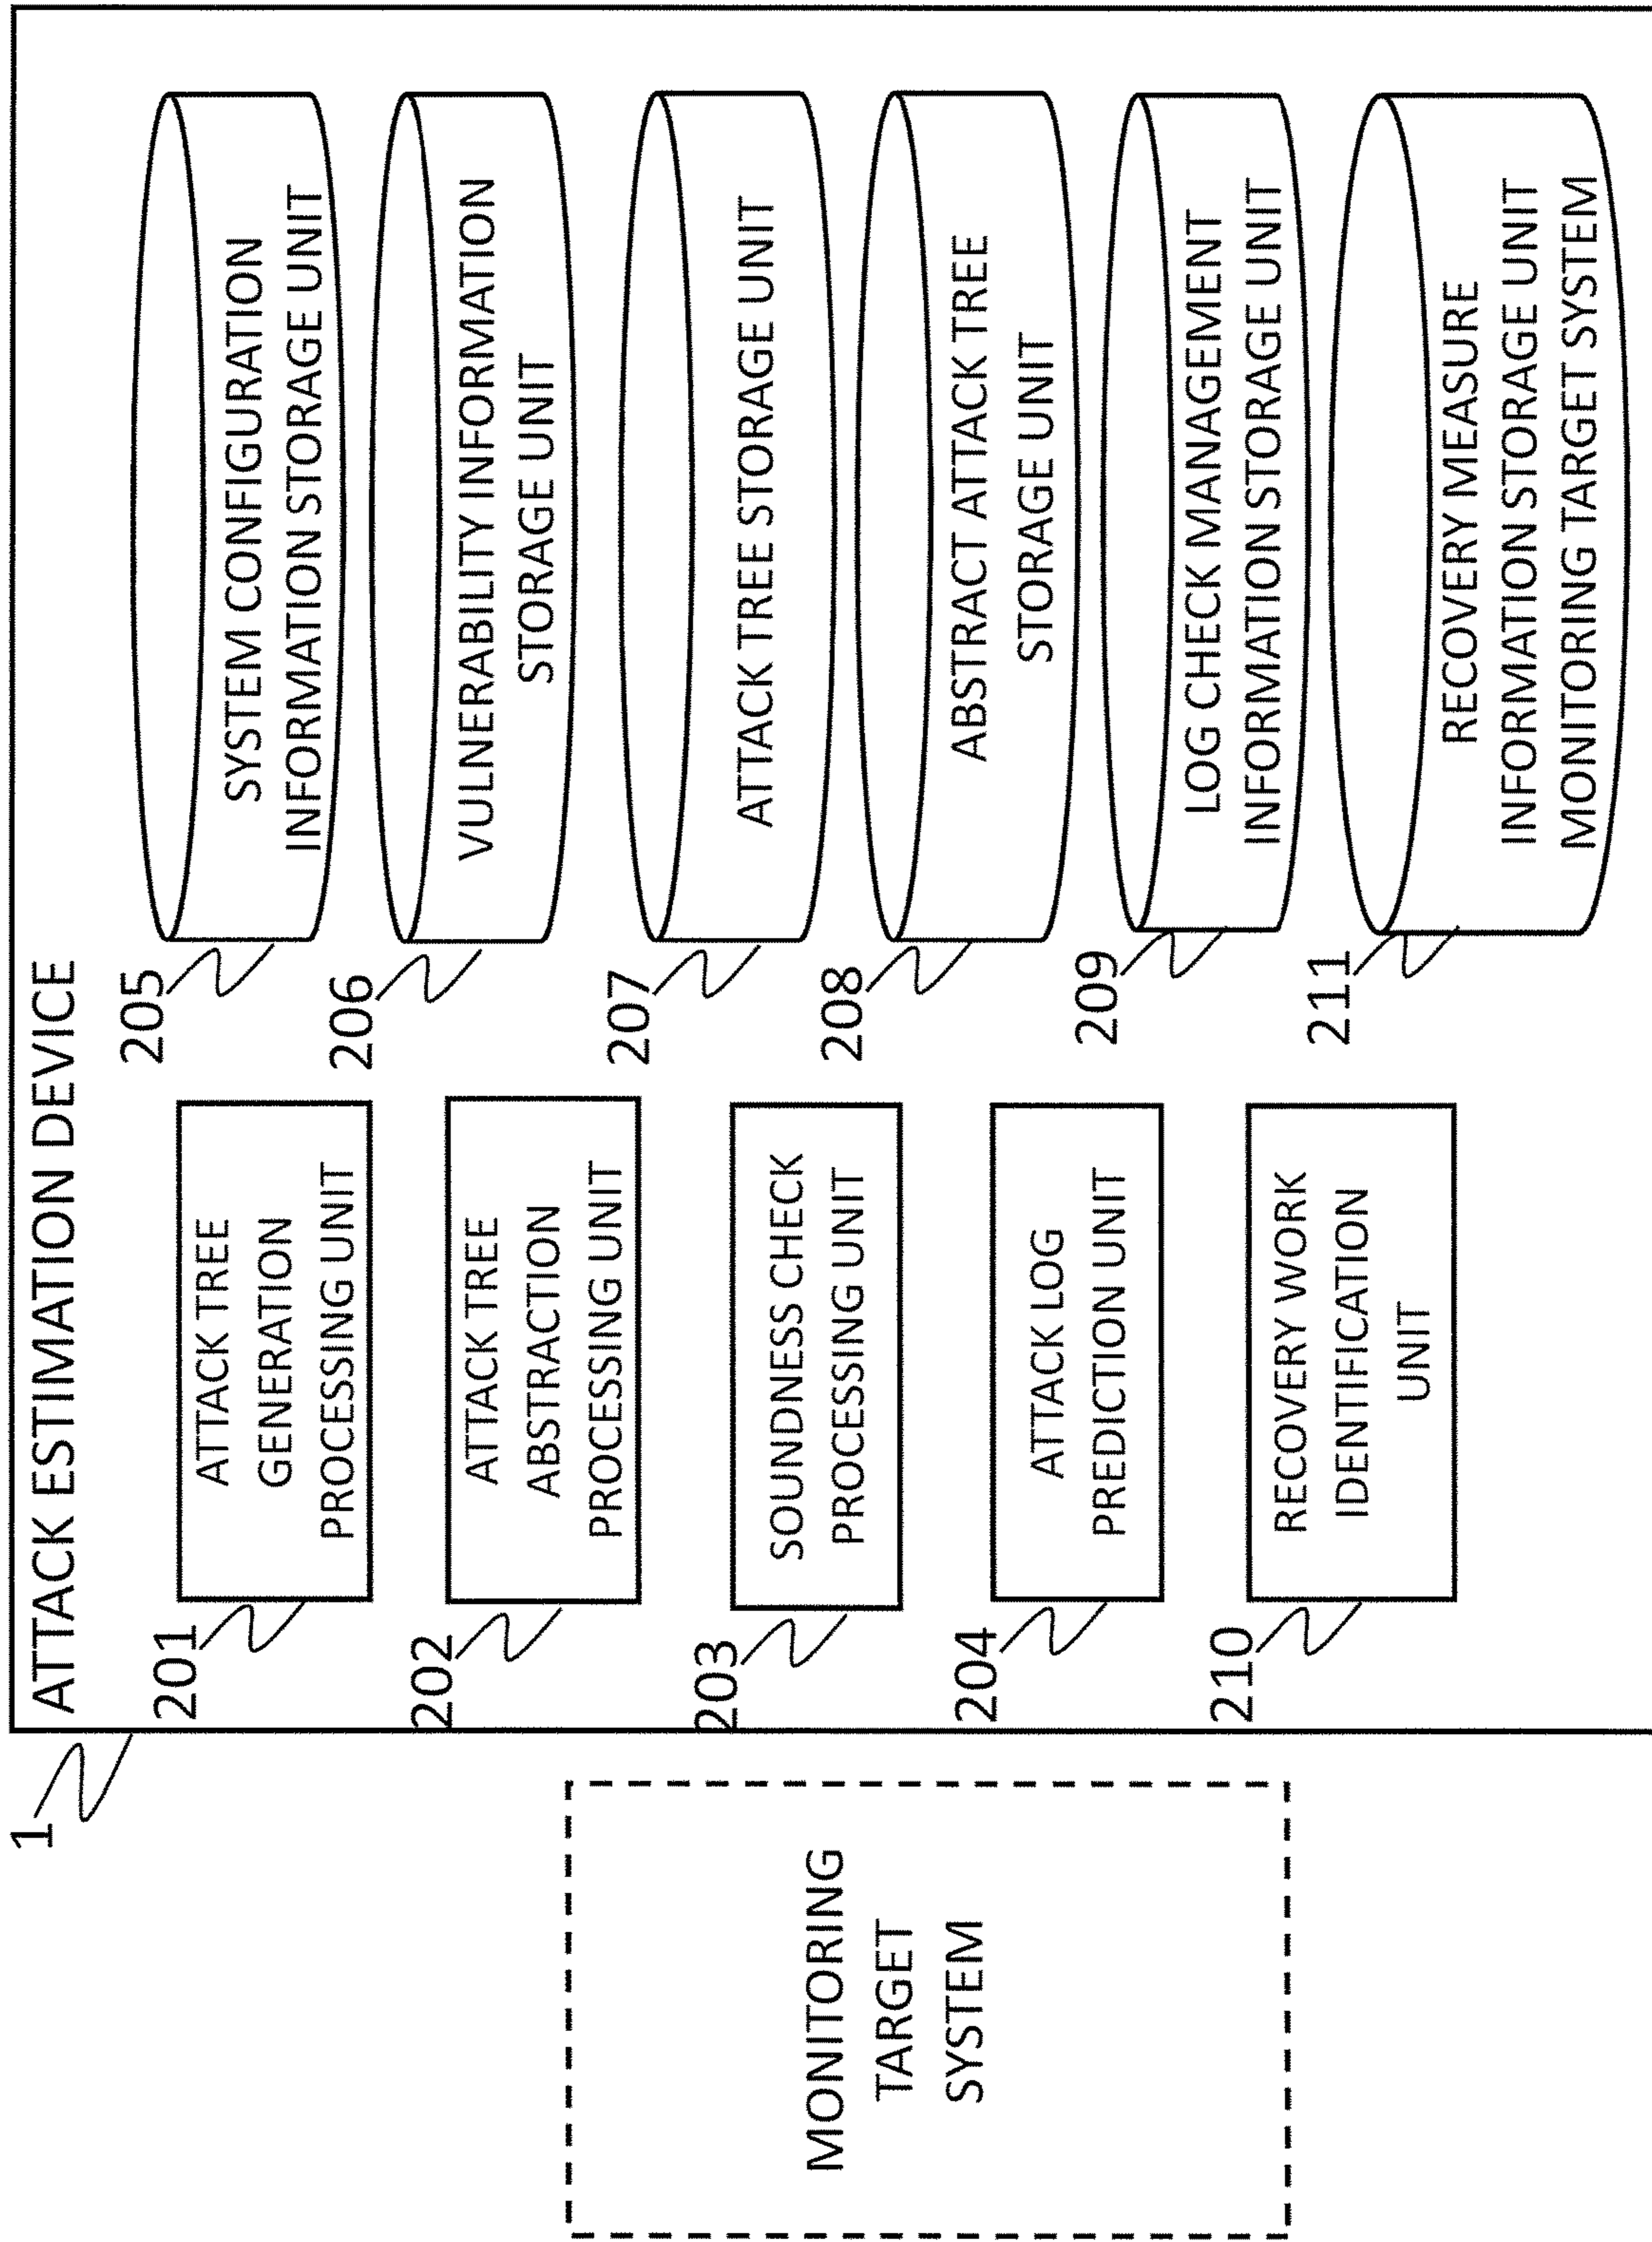 1
ATTACK ESTIMATION DEVICE
201
ATTACK TREE
GENERATION
PROCESSING UNIT
202
ATTACK TREE
ABSTRACTION
PROCESSING UNIT
203
SOUNDNESS CHECK
PROCESSING UNIT
204
ATTACK LOG
PREDICTION UNIT
210
RECOVERY WORK
IDENTIFICATION
UNIT
205
SYSTEM CONFIGURATION
INFORMATION STORAGE UNIT
206
VULNERABILITY INFORMATION
STORAGE UNIT
207
ATTACK TREE STORAGE UNIT
208
ABSTRACT ATTACK TREE
STORAGE UNIT
209
LOG CHECK MANAGEMENT
INFORMATION STORAGE UNIT
211
RECOVERY MEASURE
INFORMATION STORAGE UNIT
MONITORING TARGET SYSTEM
MONITORING
TARGET
SYSTEM